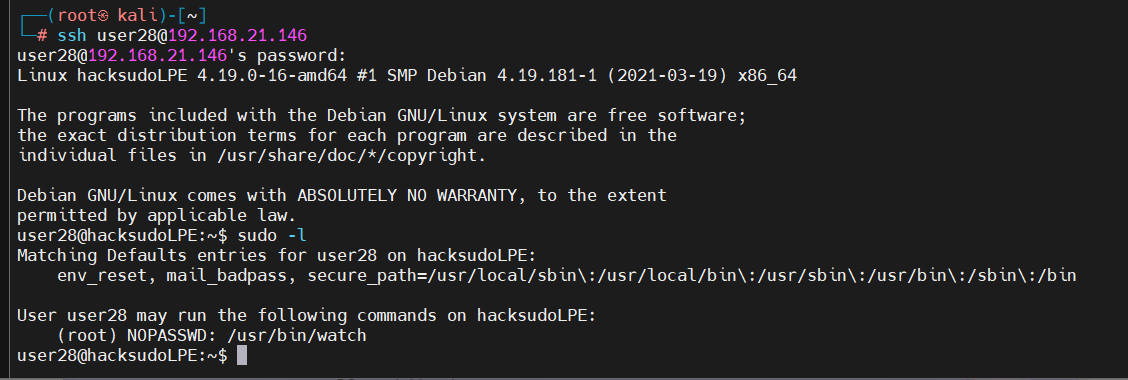 ┌──(root㉿ kali)-[~]
└─# ssh user28@192.168.21.146
user28@192.168.21.146's password:
Linux hacksudoLPE 4.19.0-16-amd64 #1 SMP Debian 4.19.181-1 (2021-03-19) x86_64

The programs included with the Debian GNU/Linux system are free software;
the exact distribution terms for each program are described in the
individual files in /usr/share/doc/*/copyright.

Debian GNU/Linux comes with ABSOLUTELY NO WARRANTY, to the extent
permitted by applicable law.
user28@hacksudoLPE:~$ sudo -l
Matching Defaults entries for user28 on hacksudoLPE:
    env_reset, mail_badpass, secure_path=/usr/local/sbin\:/usr/local/bin\:/usr/sbin\:/usr/bin\:/sbin\:/bin

User user28 may run the following commands on hacksudoLPE:
    (root) NOPASSWD: /usr/bin/watch
user28@hacksudoLPE:~$